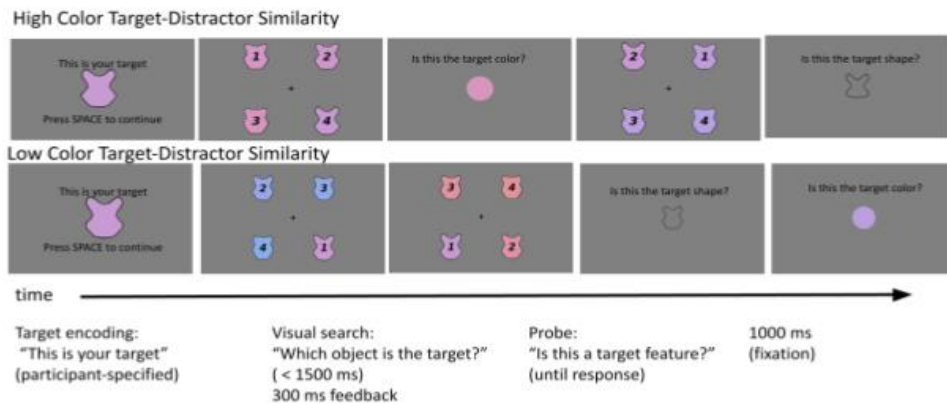 High Color Target-Distractor Similarity
This is your target
Press SPACE to continue
1 2
3 4
Is this the target color?
2 1
3 4
Is this the target shape?
Low Color Target-Distractor Similarity
This is your target
Press SPACE to continue
2 3
4 1
3 4
1 2
Is this the target shape?
Is this the target color?
time
Target encoding:
"This is your target"
(participant-specified)
Visual search:
"Which object is the target?"
( < 1500 ms)
300 ms feedback
Probe:
"Is this a target feature?"
(until response)
1000 ms
(fixation)